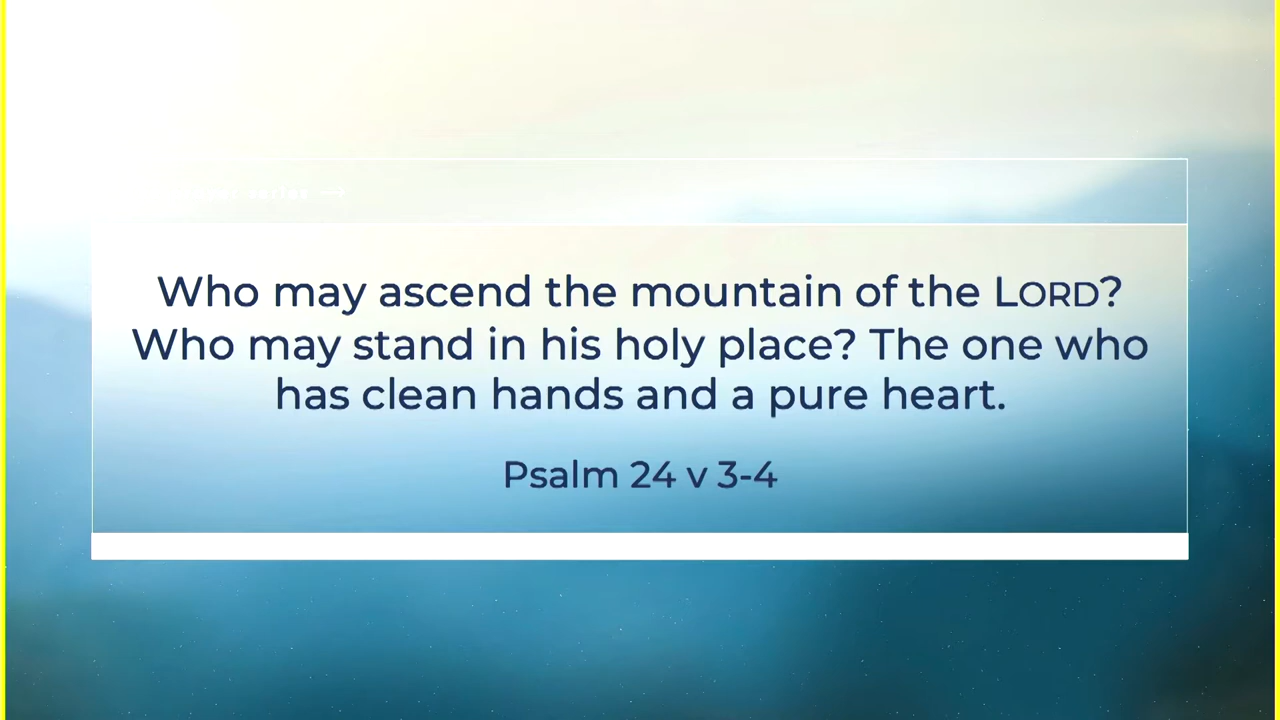 series →
Who may ascend the mountain of the LORD?
Who may stand in his holy place? The one who
has clean hands and a pure heart.
Psalm 24 v 3-4